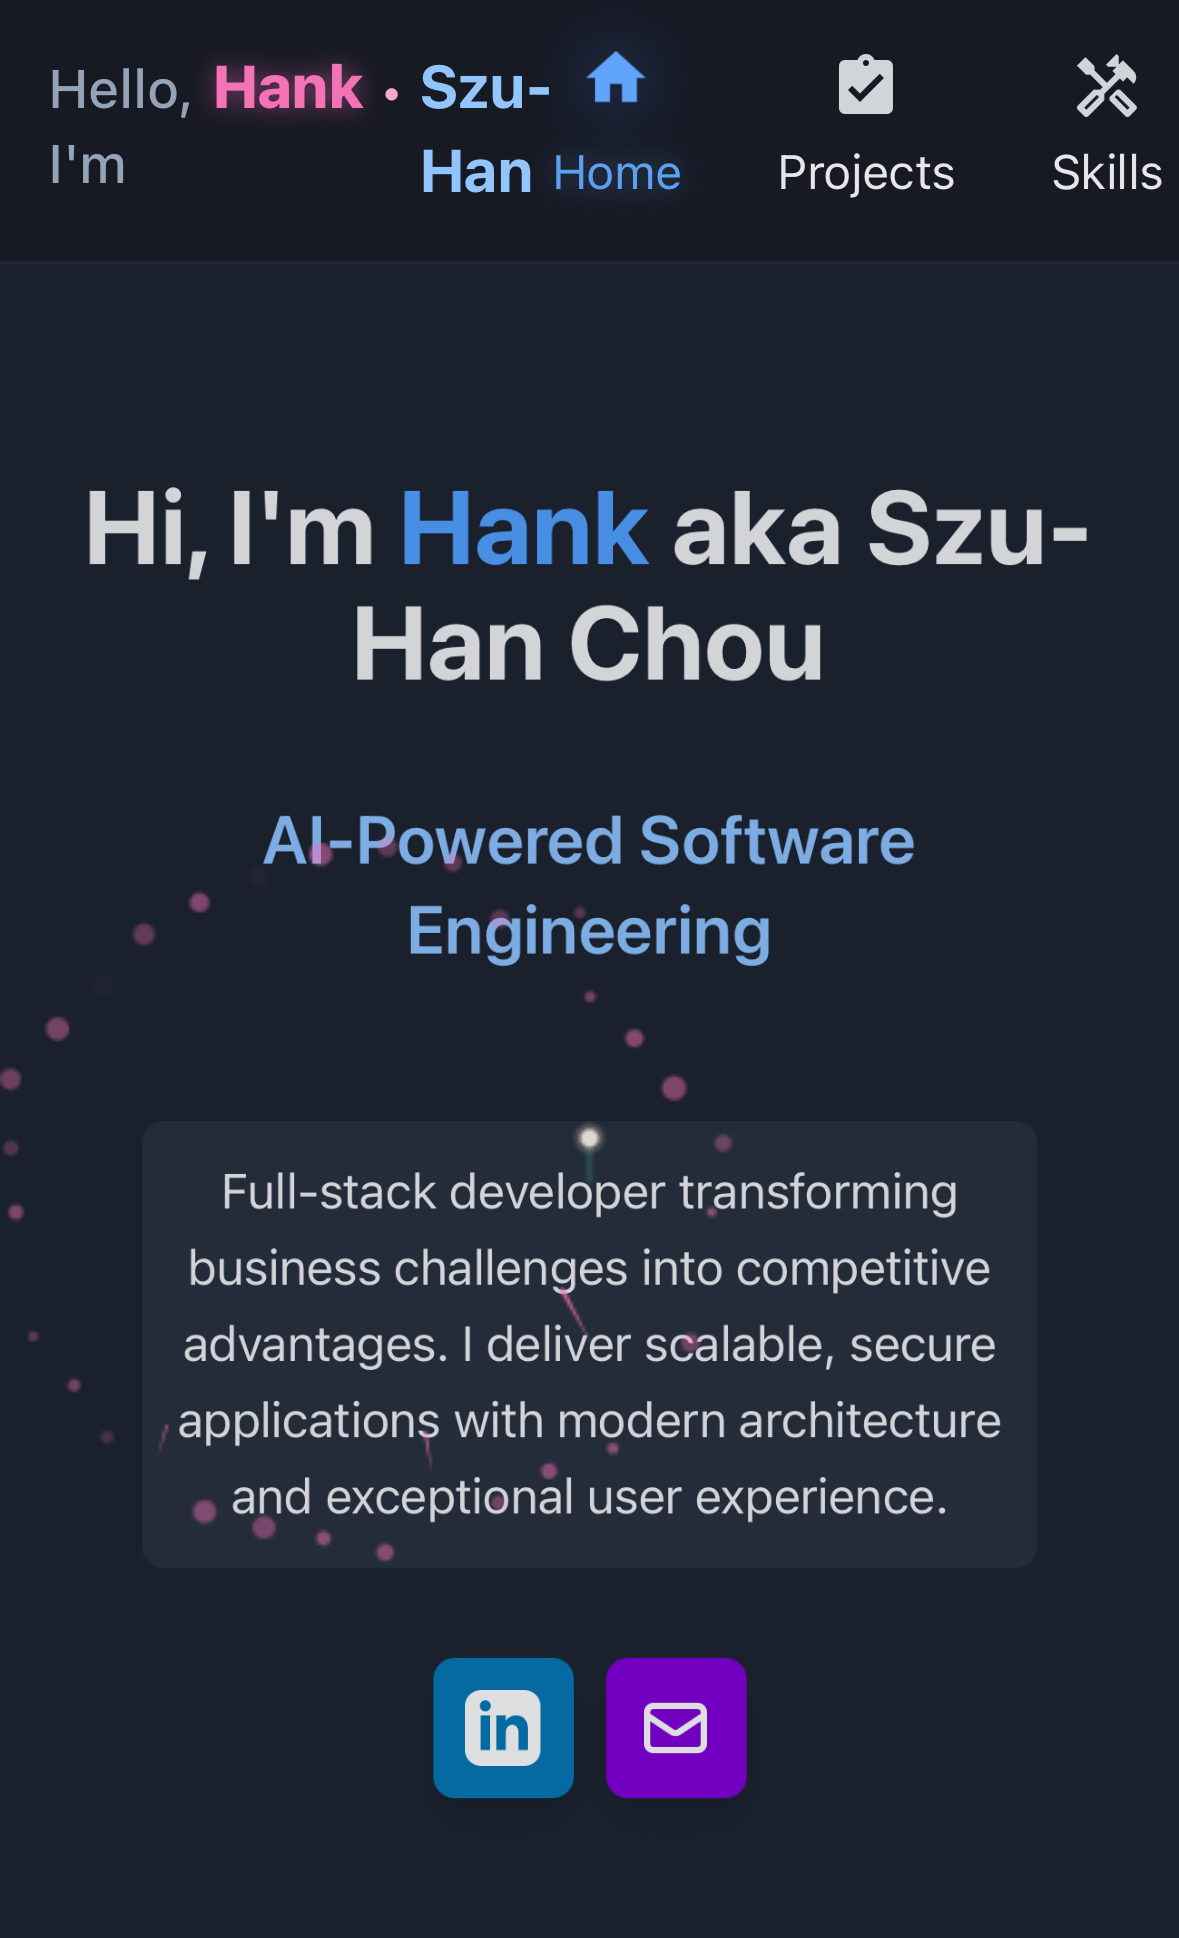 Hello, I'm
Hank • Szu-Han
Home
Projects
Skills
Hi, I'm Hank aka Szu-
Han Chou
AI-Powered Software
Engineering
Full-stack developer transforming
business challenges into competitive
advantages. I deliver scalable, secure
applications with modern architecture
and exceptional user experience.
in